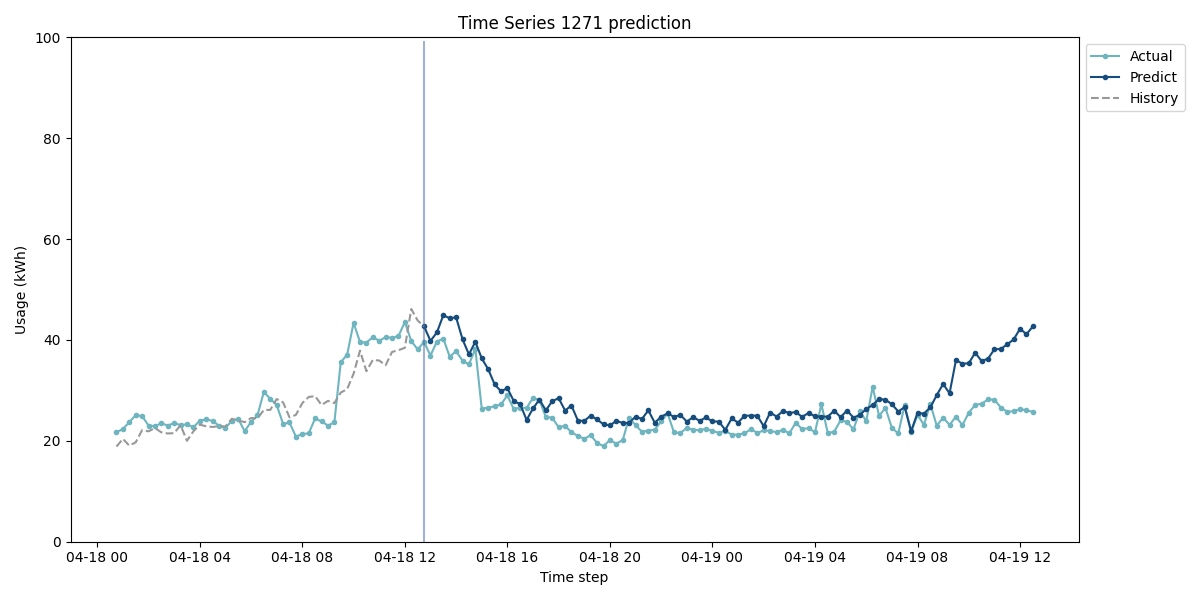 Time Series 1271 prediction
100
80
60
40
20
0
Usage (kWh)
04-18 00 04-18 04 04-18 08 04-18 12 04-18 16 04-18 20 04-19 00 04-19 04 04-19 08 04-19 12
Time step
Actual
Predict
History